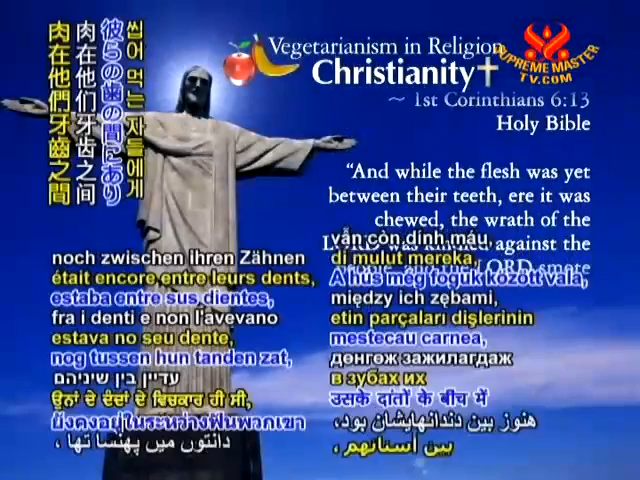 Vegetarianism in Religion
Christianity
SUPREME MASTER
TV.COM
~ 1st Corinthians 6:13
Holy Bible
"And while the flesh was yet
between their teeth, ere it was
chewed, the wrath of the
against the
LORD smote
씹어 먹는 자들에게
彼らの歯の間にあり
肉在他们牙齿之间
肉在他們牙齒之間
noch zwischen ihren Zähnen
était encore entre leurs dents,
estaba entre sus dientes,
fra i denti e non l'avevano
estava no seu dente,
nog tussen hun tanden zat,
עדיין בין שיניהם
ਉਨਾਂ ਦੇ ਦੰਦਾਂ ਦੇ ਵਿਚਕਾਰ ਹੀ ਸੀ,
ยังคงอยู่ในระหว่างฟันพวกเขา
دانتوں میں پھنسا تھا ،
vẫn còn dính máu,
di mulut mereka,
A hús még foguk között vala,
między ich zębami,
etin parçaları dişlerinin
mestecau carnea,
дөнгөж зажилагдаж
в зубах их
उसके दांतों के बीच में
هنوز بین دندانهایشان بود،
بين أسنانهم ،